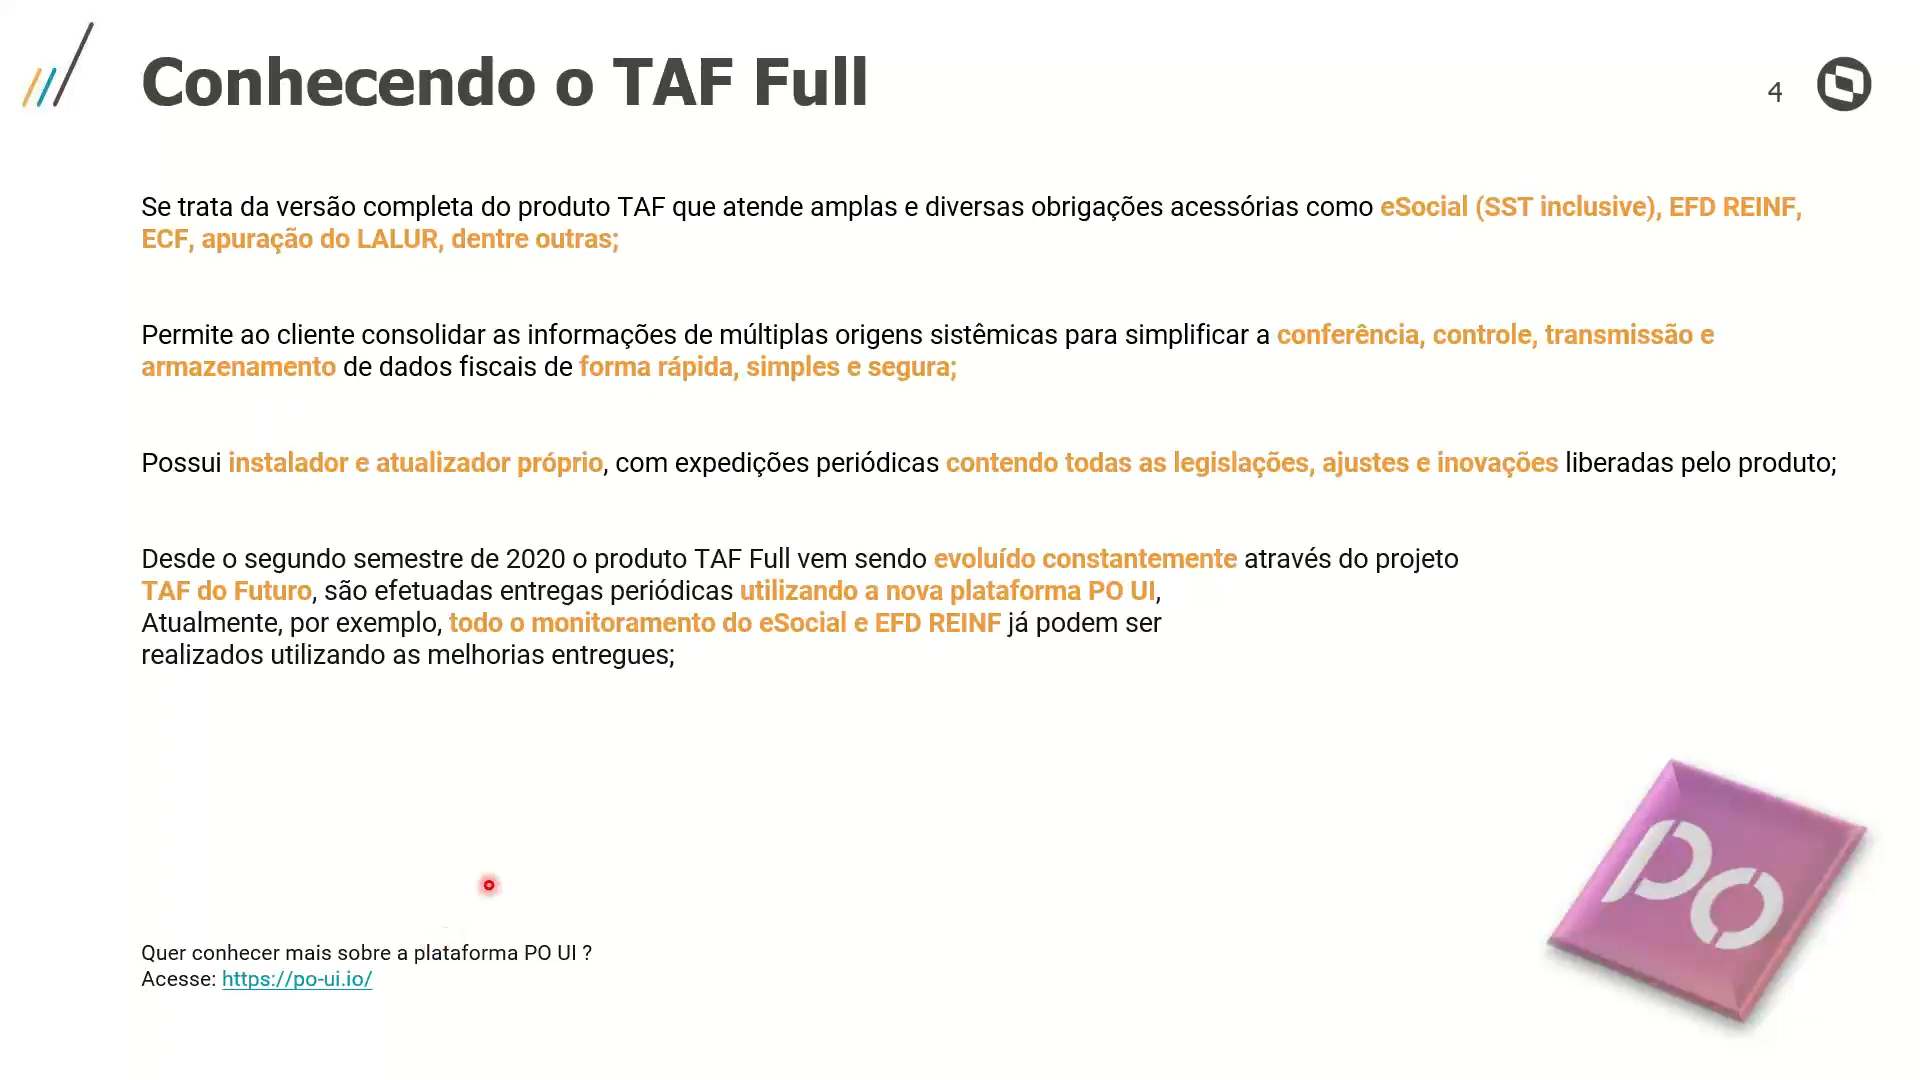 Conhecendo o TAF Full
4
Se trata da versão completa do produto TAF que atende amplas e diversas obrigações acessórias como eSocial (SST inclusive), EFD REINF,
ECF, apuração do LALUR, dentre outras;
Permite ao cliente consolidar as informações de múltiplas origens sistêmicas para simplificar a conferência, controle, transmissão e
armazenamento de dados fiscais de forma rápida, simples e segura;
Possui instalador e atualizador próprio, com expedições periódicas contendo todas as legislações, ajustes e inovações liberadas pelo produto;
Desde o segundo semestre de 2020 o produto TAF Full vem sendo evoluído constantemente através do projeto
TAF do Futuro, são efetuadas entregas periódicas utilizando a nova plataforma PO UI,
Atualmente, por exemplo, todo o monitoramento do eSocial e EFD REINF já podem ser
realizados utilizando as melhorias entregues;
po
Quer conhecer mais sobre a plataforma PO UI ?
Acesse: https://po-ui.io/